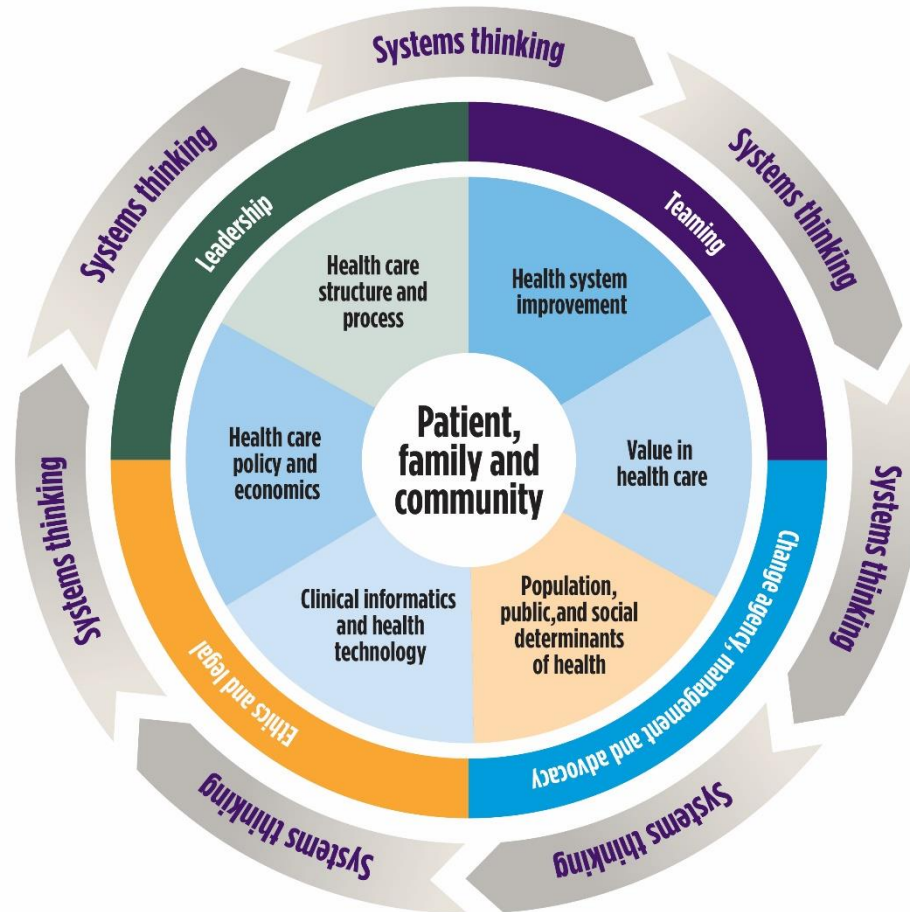 Systems thinking
Systems thinking
Systems thinking
Systems thinking
Systems thinking
Systems thinking
Systems thinking
Leadership
Teaming
Change agency, management and advocacy
Ethics and legal
Health care
structure and
process
Health system
improvement
Value in
health care
Population,
public,and social
determinants
of health
Clinical informatics
and health
technology
Health care
policy and
economics
Patient,
family and
community